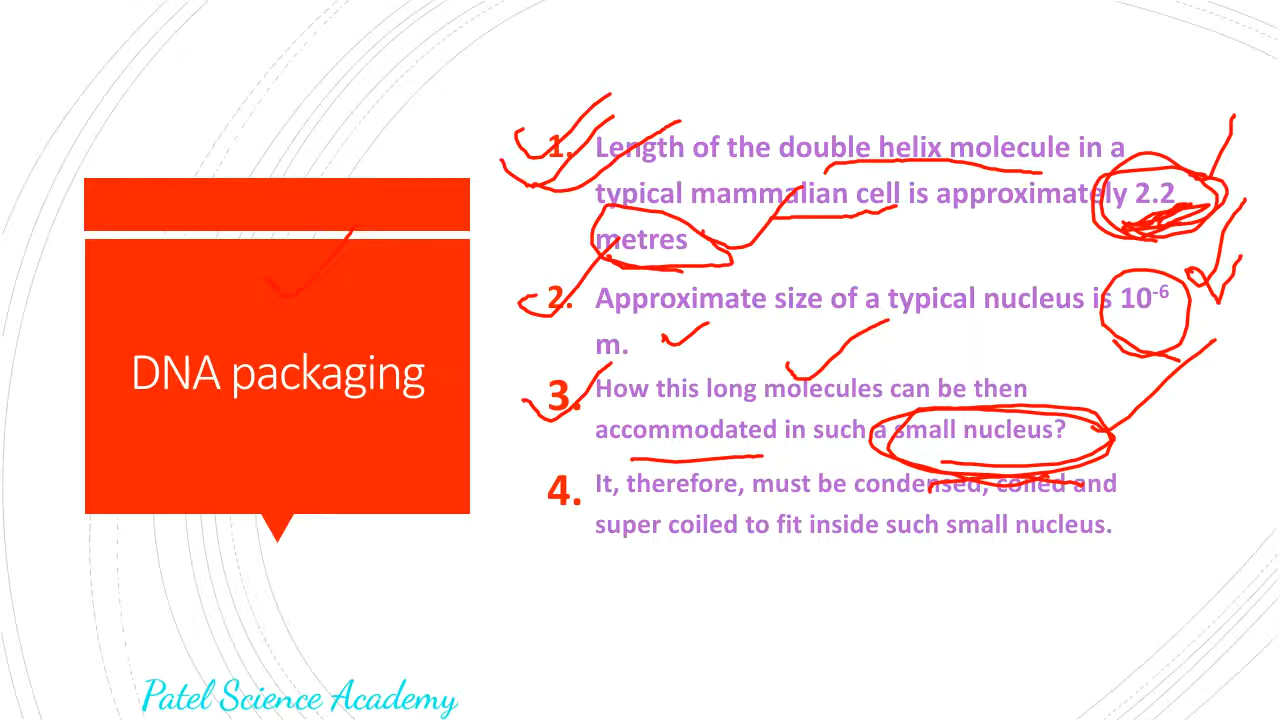 DNA packaging
1. Length of the double helix molecule in a
typical mammalian cell is approximately 2.2
metres
2. Approximate size of a typical nucleus is 10⁻⁶
m.
3. How this long molecules can be then
accommodated in such a small nucleus?
4. It, therefore, must be condensed, coiled and
super coiled to fit inside such small nucleus.
Patel Science Academy